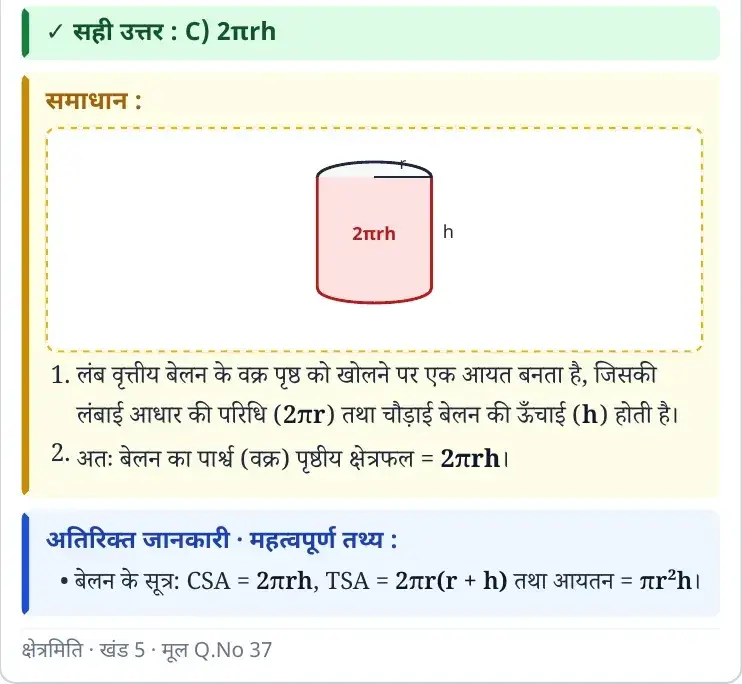 ✓ सही उत्तर : C) 2πrh
समाधान :
r
2πrh
h
1. लंब वृत्तीय बेलन के वक्र पृष्ठ को खोलने पर एक आयत बनता है, जिसकी
लंबाई आधार की परिधि (2πr) तथा चौड़ाई बेलन की ऊँचाई (h) होती है।
2. अतः बेलन का पार्श्व (वक्र) पृष्ठीय क्षेत्रफल = 2πrh।
अतिरिक्त जानकारी · महत्वपूर्ण तथ्य :
• बेलन के सूत्र: CSA = 2πrh, TSA = 2πr(r + h) तथा आयतन = πr²h।
क्षेत्रमिति · खंड 5 · मूल Q.No 37